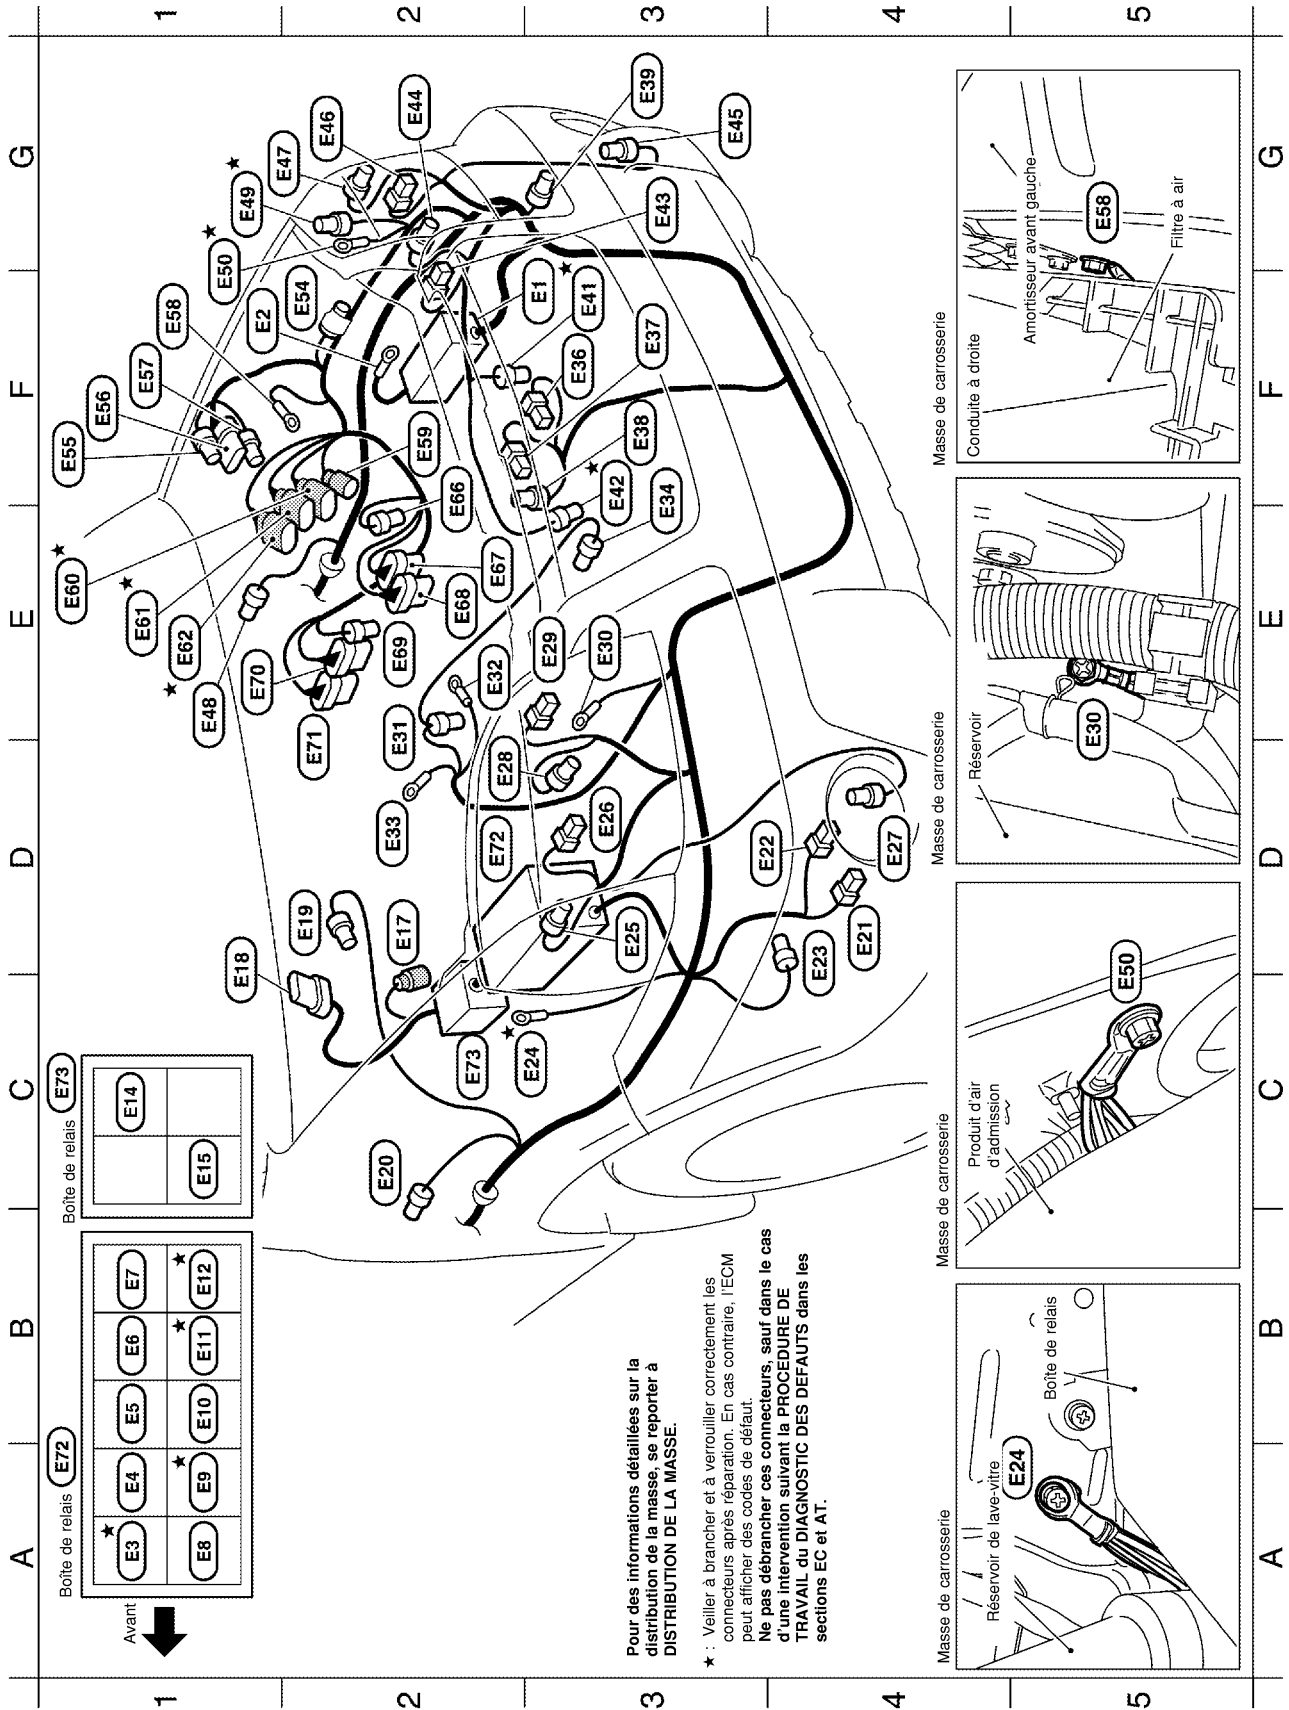 A B C D E F G
1
2
3
4
5
Avant
Boîte de relais E72
★
E3 E4 E5 E6 E7
★ ★ ★
E8 E9 E10 E11 E12
Boîte de relais E73
E14
E15
E18
E19
E17
E20
E73
★
E24
E25
E23
E21
E22
E27
E26
E72
E28
E33
E31
E32
E29
E30
E71
E70
E69
E68
E67
E66
E48
★
E62
★
E61
★
E60
E59
E55
E56
E57
E58
E2
E54
★
E50
★
E49
E47
E46
E44
E39
E45
E43
E1
★
E41
E36
E37
E38
★
E42
E34
Pour des informations détaillées sur la
distribution de la masse, se reporter à
DISTRIBUTION DE LA MASSE.
★ : Veiller à brancher et à verrouiller correctement les
connecteurs après réparation. En cas contraire, l'ECM
peut afficher des codes de défaut.
Ne pas débrancher ces connecteurs, sauf dans le cas
d'une intervention suivant la PROCEDURE DE
TRAVAIL du DIAGNOSTIC DES DEFAUTS dans les
sections EC et AT.
Masse de carrosserie
Réservoir de lave-vitre
E24
Boîte de relais
Masse de carrosserie
Produit d'air
d'admission
E50
Masse de carrosserie
Réservoir
E30
Masse de carrosserie
Conduite à droite
Amortisseur avant gauche
E58
Filtre à air
A B C D E F G
1
2
3
4
5